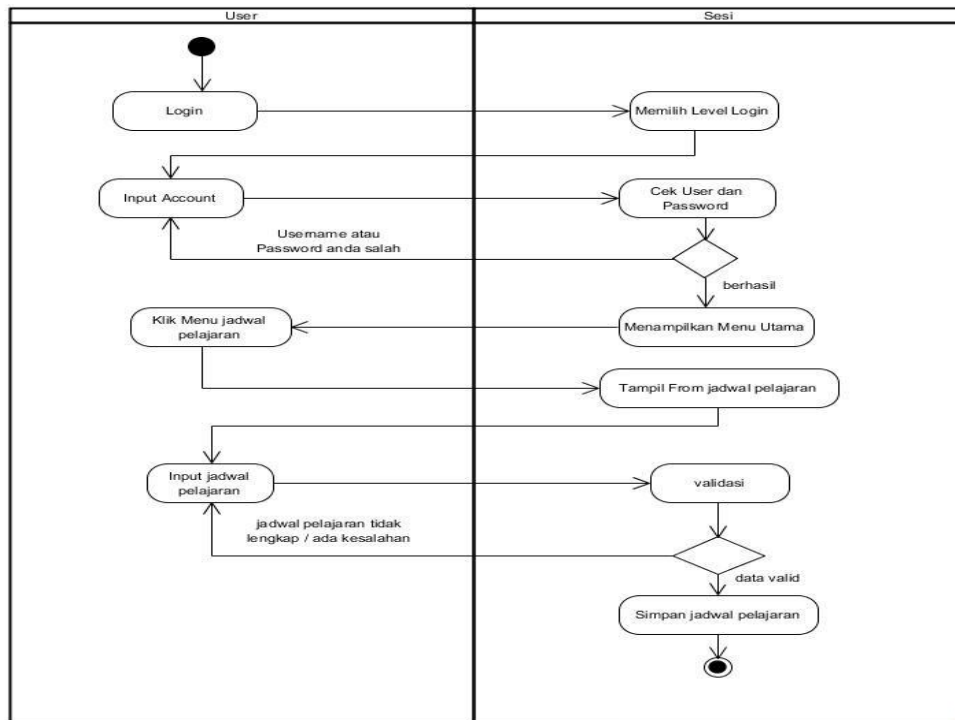 User
Sesi
Login
Memilih Level Login
Input Account
Cek User dan
Password
Username atau
Password anda salah
berhasil
Klik Menu jadwal
pelajaran
Menampilkan Menu Utama
Tampil From jadwal pelajaran
Input jadwal
pelajaran
validasi
jadwal pelajaran tidak
lengkap / ada kesalahan
data valid
Simpan jadwal pelajaran